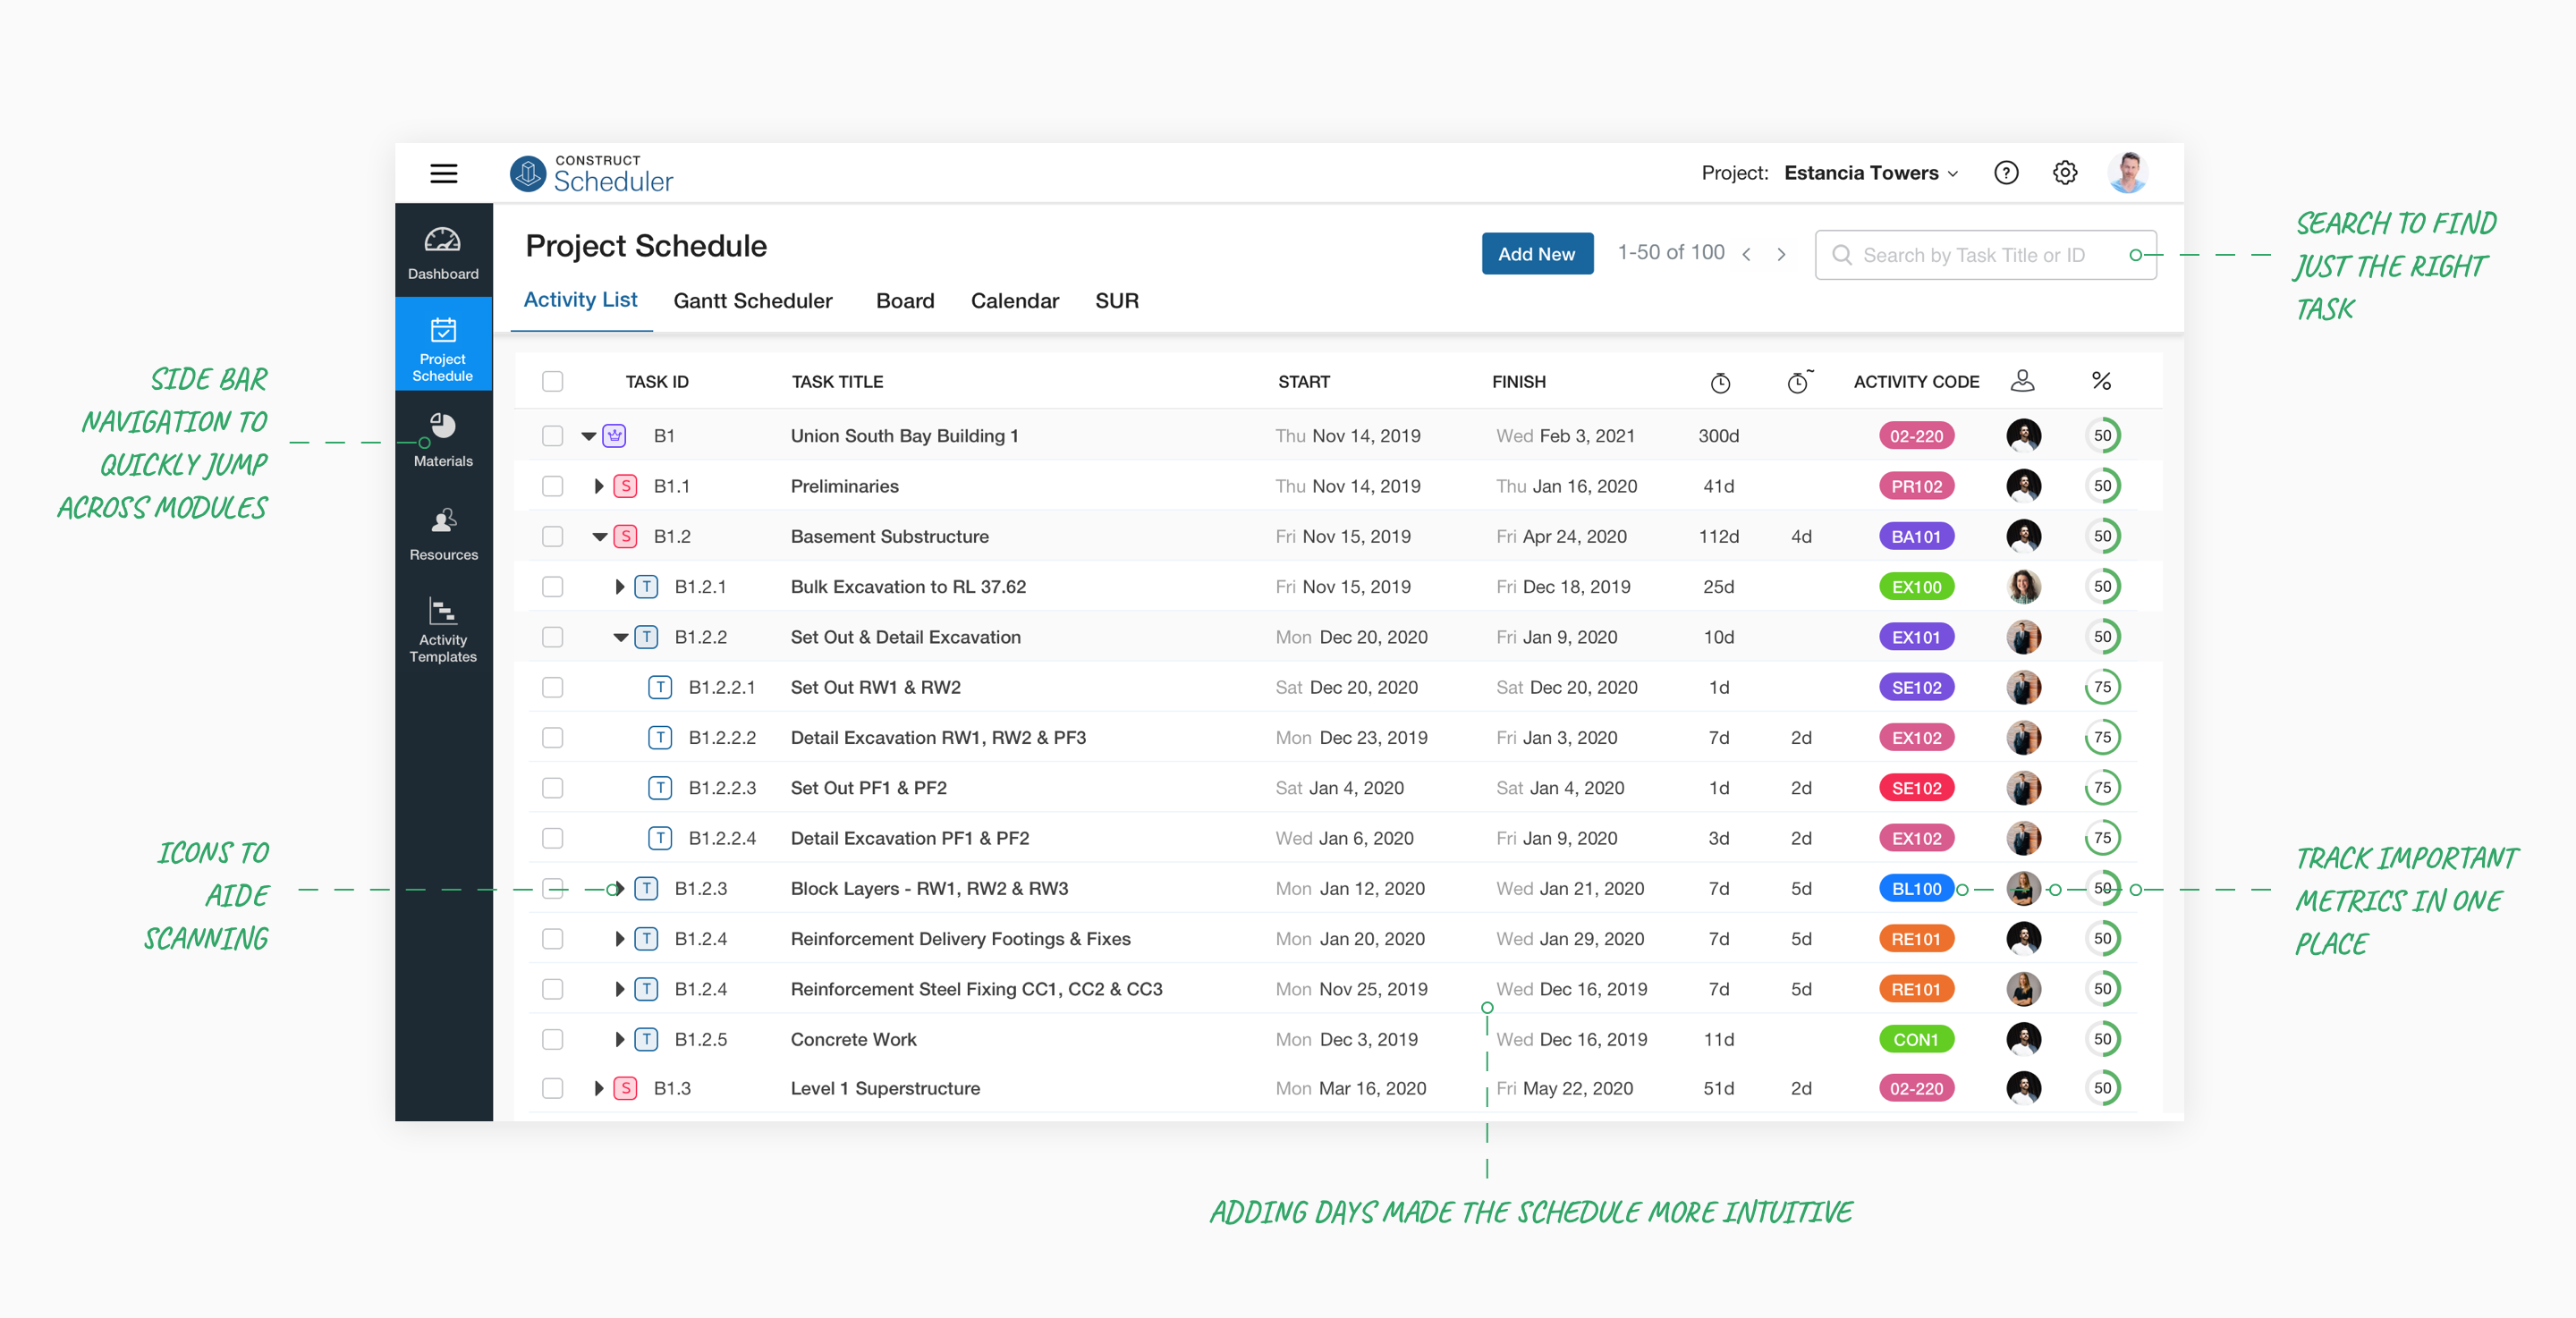 CONSTRUCT
Scheduler
Project: Estancia Towers
?
Dashboard
Project
Schedule
Materials
Resources
Activity
Templates
Project Schedule
Add New
1-50 of 100
Search by Task Title or ID
Activity List Gantt Scheduler Board Calendar SUR
TASK ID TASK TITLE START FINISH ~ ACTIVITY CODE %
B1 Union South Bay Building 1 Thu Nov 14, 2019 Wed Feb 3, 2021 300d 02-220 50
S B1.1 Preliminaries Thu Nov 14, 2019 Thu Jan 16, 2020 41d PR102 50
S B1.2 Basement Substructure Fri Nov 15, 2019 Fri Apr 24, 2020 112d 4d BA101 50
T B1.2.1 Bulk Excavation to RL 37.62 Fri Nov 15, 2019 Fri Dec 18, 2019 25d EX100 50
T B1.2.2 Set Out & Detail Excavation Mon Dec 20, 2020 Fri Jan 9, 2020 10d EX101 50
T B1.2.2.1 Set Out RW1 & RW2 Sat Dec 20, 2020 Sat Dec 20, 2020 1d SE102 75
T B1.2.2.2 Detail Excavation RW1, RW2 & PF3 Mon Dec 23, 2019 Fri Jan 3, 2020 7d 2d EX102 75
T B1.2.2.3 Set Out PF1 & PF2 Sat Jan 4, 2020 Sat Jan 4, 2020 1d 2d SE102 75
T B1.2.2.4 Detail Excavation PF1 & PF2 Wed Jan 6, 2020 Fri Jan 9, 2020 3d 2d EX102 75
T B1.2.3 Block Layers - RW1, RW2 & RW3 Mon Jan 12, 2020 Wed Jan 21, 2020 7d 5d BL100 50
T B1.2.4 Reinforcement Delivery Footings & Fixes Mon Jan 20, 2020 Wed Jan 29, 2020 7d 5d RE101 50
T B1.2.4 Reinforcement Steel Fixing CC1, CC2 & CC3 Mon Nov 25, 2019 Wed Dec 16, 2019 7d 5d RE101 50
T B1.2.5 Concrete Work Mon Dec 3, 2019 Wed Dec 16, 2019 11d CON1 50
S B1.3 Level 1 Superstructure Mon Mar 16, 2020 Fri May 22, 2020 51d 2d 02-220 50
SEARCH TO FIND
JUST THE RIGHT
TASK
SIDE BAR
NAVIGATION TO
QUICKLY JUMP
ACROSS MODULES
ICONS TO
AIDE
SCANNING
TRACK IMPORTANT
METRICS IN ONE
PLACE
ADDING DAYS MADE THE SCHEDULE MORE INTUITIVE